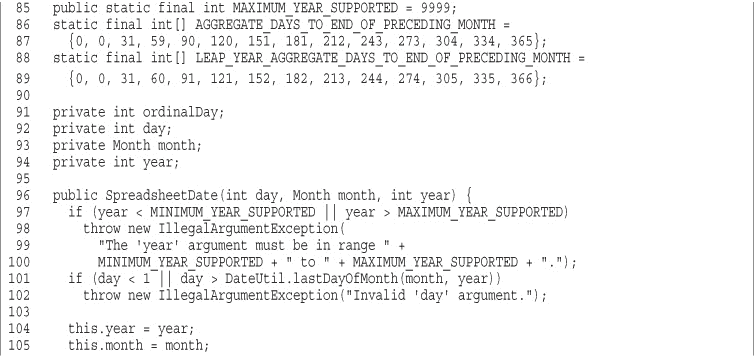 85 public static final int MAXIMUM_YEAR_SUPPORTED = 9999;
86 static final int[] AGGREGATE_DAYS_TO_END_OF_PRECEDING_MONTH =
87 {0, 0, 31, 59, 90, 120, 151, 181, 212, 243, 273, 304, 334, 365};
88 static final int[] LEAP_YEAR_AGGREGATE_DAYS_TO_END_OF_PRECEDING_MONTH =
89 {0, 0, 31, 60, 91, 121, 152, 182, 213, 244, 274, 305, 335, 366};
90
91 private int ordinalDay;
92 private int day;
93 private Month month;
94 private int year;
95
96 public SpreadsheetDate(int day, Month month, int year) {
97 if (year < MINIMUM_YEAR_SUPPORTED || year > MAXIMUM_YEAR_SUPPORTED)
98 throw new IllegalArgumentException(
99 "The 'year' argument must be in range " +
100 MINIMUM_YEAR_SUPPORTED + " to " + MAXIMUM_YEAR_SUPPORTED + ".");
101 if (day < 1 || day > DateUtil.lastDayOfMonth(month, year))
102 throw new IllegalArgumentException("Invalid 'day' argument.");
103
104 this.year = year;
105 this.month = month;